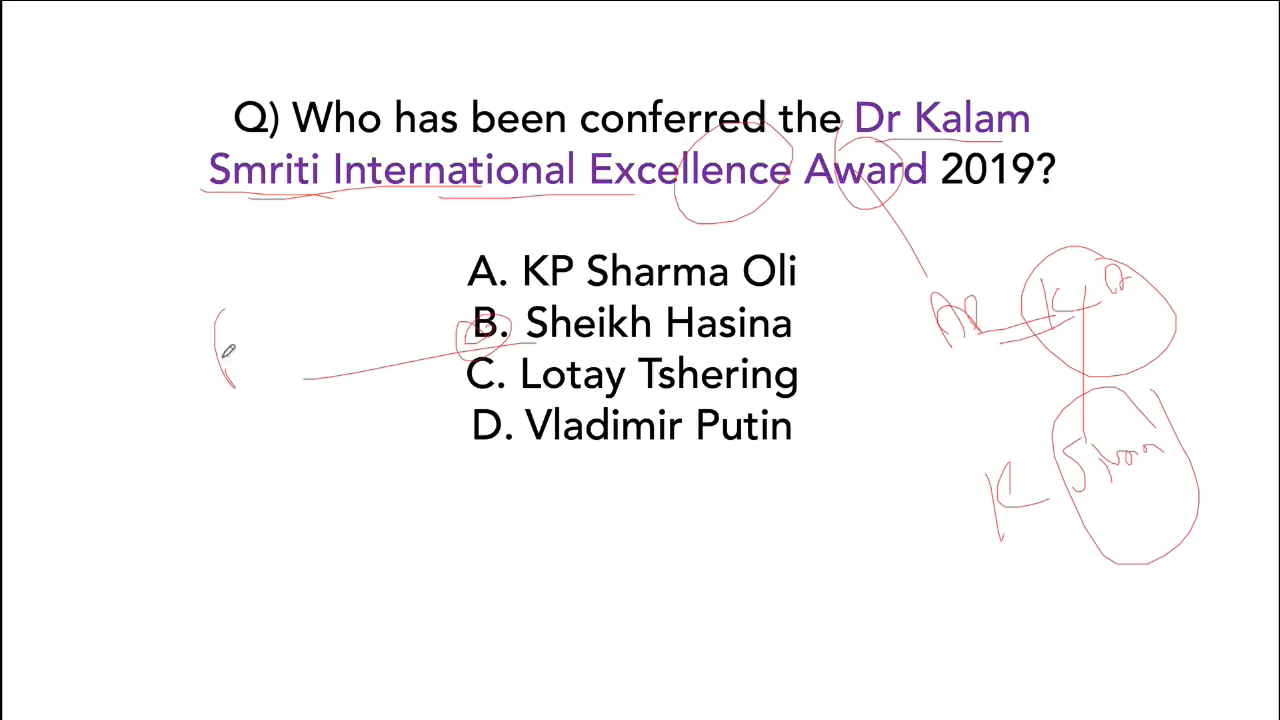 Q) Who has been conferred the Dr Kalam
Smriti International Excellence Award 2019?
A. KP Sharma Oli
B. Sheikh Hasina
C. Lotay Tshering
D. Vladimir Putin